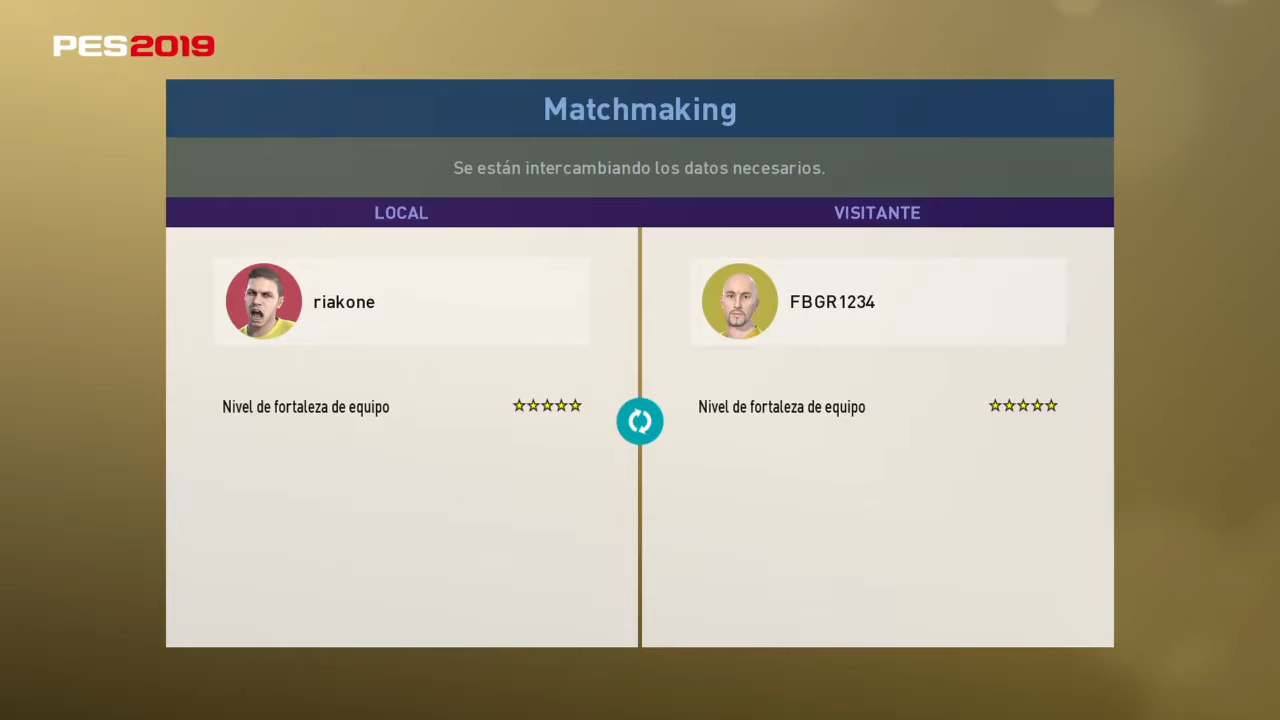 PES2019
Matchmaking
Se están intercambiando los datos necesarios.
LOCAL
VISITANTE
riakone
FBGR1234
Nivel de fortaleza de equipo
Nivel de fortaleza de equipo